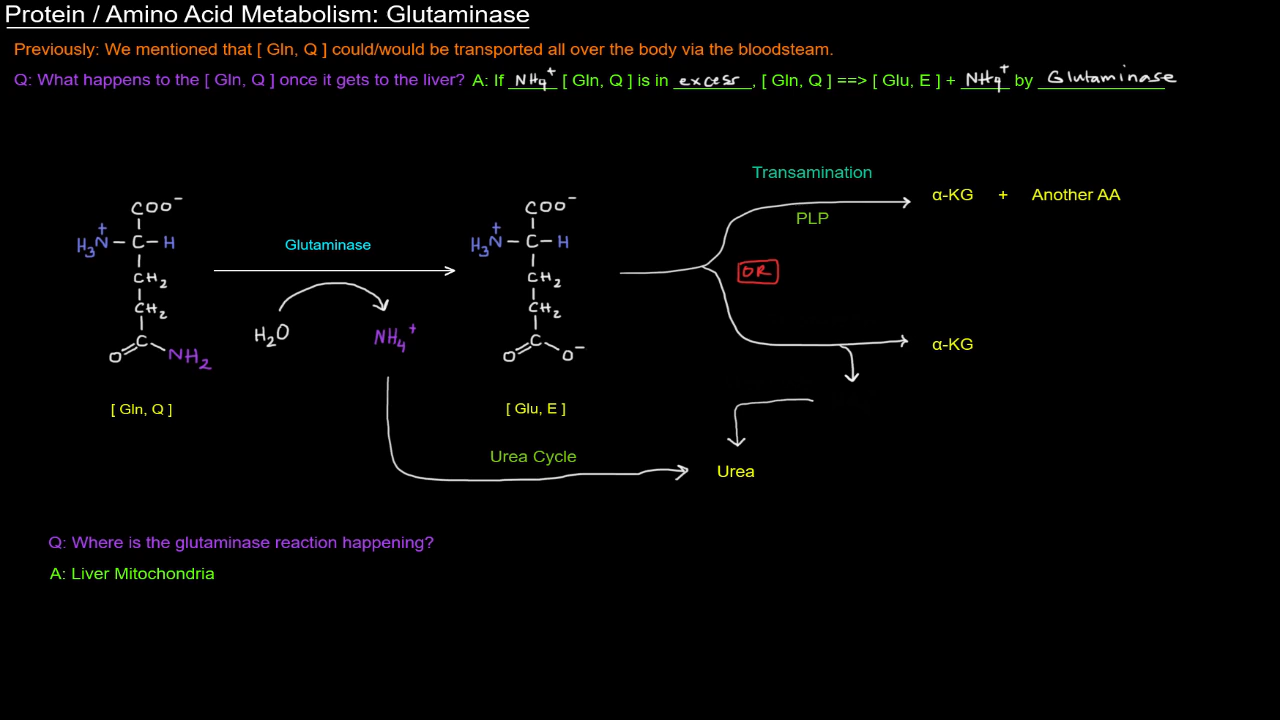 Protein / Amino Acid Metabolism: Glutaminase
Previously: We mentioned that [ Gln, Q ] could/would be transported all over the body via the bloodsteam.
Q: What happens to the [ Gln, Q ] once it gets to the liver? A: If NH4+ [ Gln, Q ] is in excess, [ Gln, Q ] ==> [ Glu, E ] + NH4+ by Glutaminase
Transamination
α-KG + Another AA
PLP
COO-
H3N+ - C - H
CH2
CH2
C
O NH2
[ Gln, Q ]
Glutaminase
H2O NH4+
COO-
H3N+ - C - H
CH2
CH2
C
O O-
[ Glu, E ]
OR
α-KG
Urea Cycle
Urea
Q: Where is the glutaminase reaction happening?
A: Liver Mitochondria